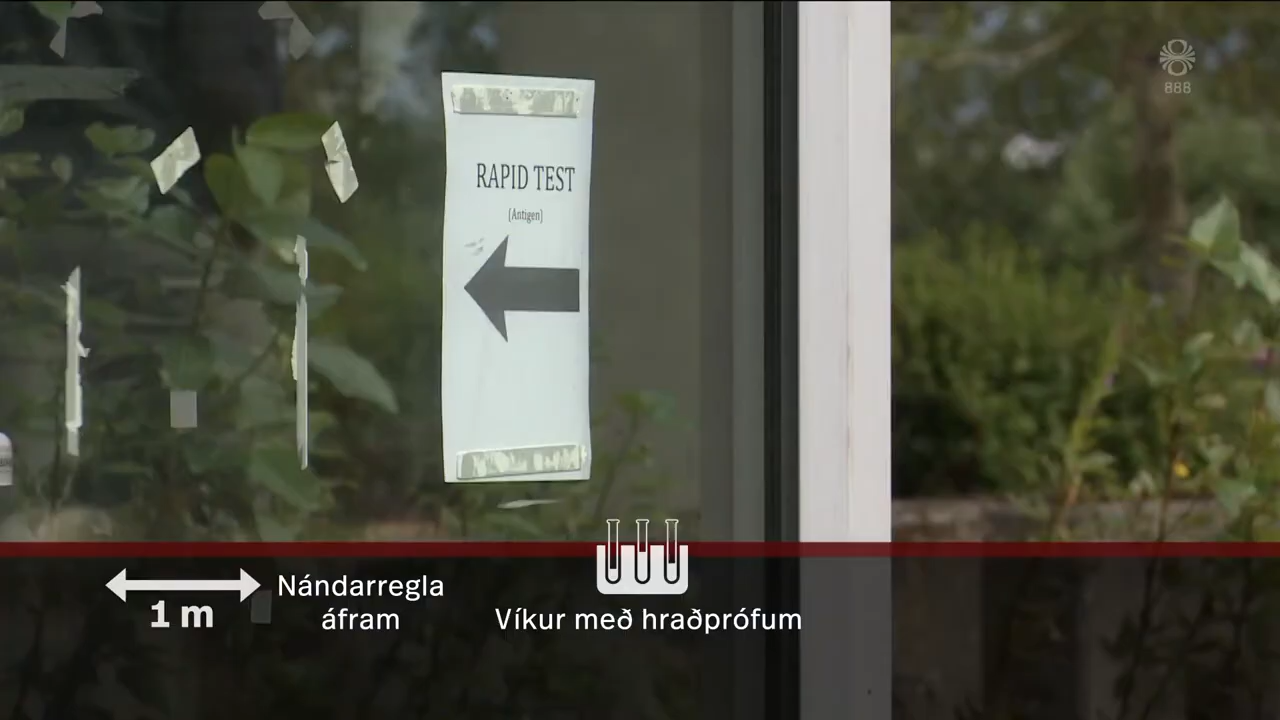 888
RAPID TEST
(Antigen)
1 m
Nándarregla
áfram
Víkur með hraðprófum